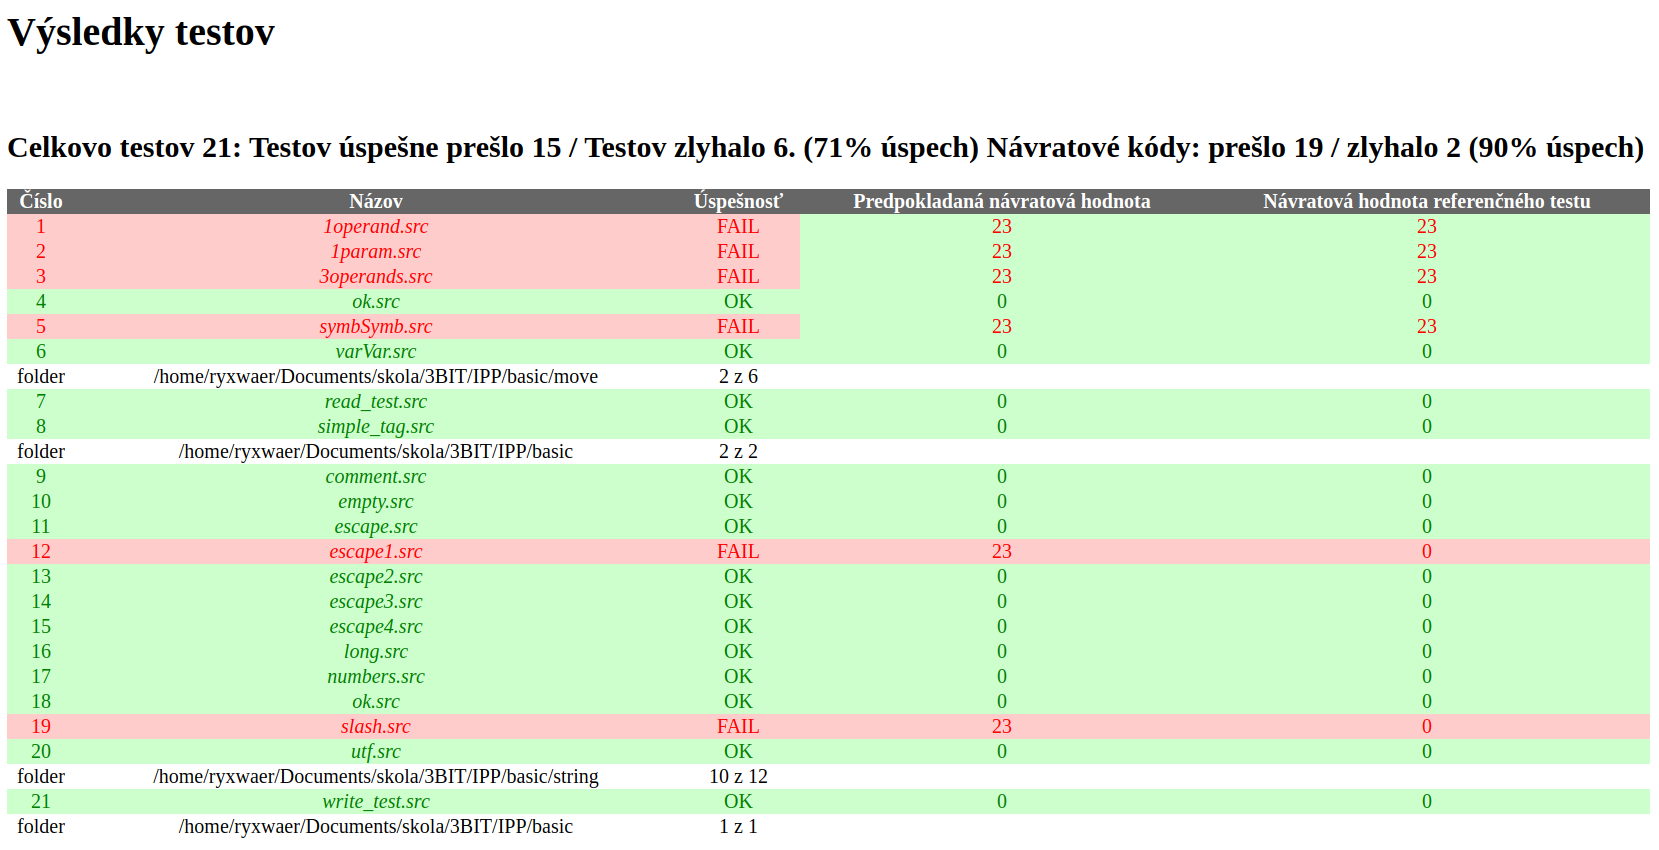 Výsledky testov
Celkovo testov 21: Testov úspešne prešlo 15 / Testov zlyhalo 6. (71% úspech) Návratové kódy: prešlo 19 / zlyhalo 2 (90% úspech)
Číslo Názov Úspešnosť Predpokladaná návratová hodnota Návratová hodnota referenčného testu
1 1operand.src FAIL 23 23
2 1param.src FAIL 23 23
3 3operands.src FAIL 23 23
4 ok.src OK 0 0
5 symbSymb.src FAIL 23 23
6 varVar.src OK 0 0
folder /home/ryxwaer/Documents/skola/3BIT/IPP/basic/move 2 z 6
7 read_test.src OK 0 0
8 simple_tag.src OK 0 0
folder /home/ryxwaer/Documents/skola/3BIT/IPP/basic 2 z 2
9 comment.src OK 0 0
10 empty.src OK 0 0
11 escape.src OK 0 0
12 escape1.src FAIL 23 0
13 escape2.src OK 0 0
14 escape3.src OK 0 0
15 escape4.src OK 0 0
16 long.src OK 0 0
17 numbers.src OK 0 0
18 ok.src OK 0 0
19 slash.src FAIL 23 0
20 utf.src OK 0 0
folder /home/ryxwaer/Documents/skola/3BIT/IPP/basic/string 10 z 12
21 write_test.src OK 0 0
folder /home/ryxwaer/Documents/skola/3BIT/IPP/basic 1 z 1